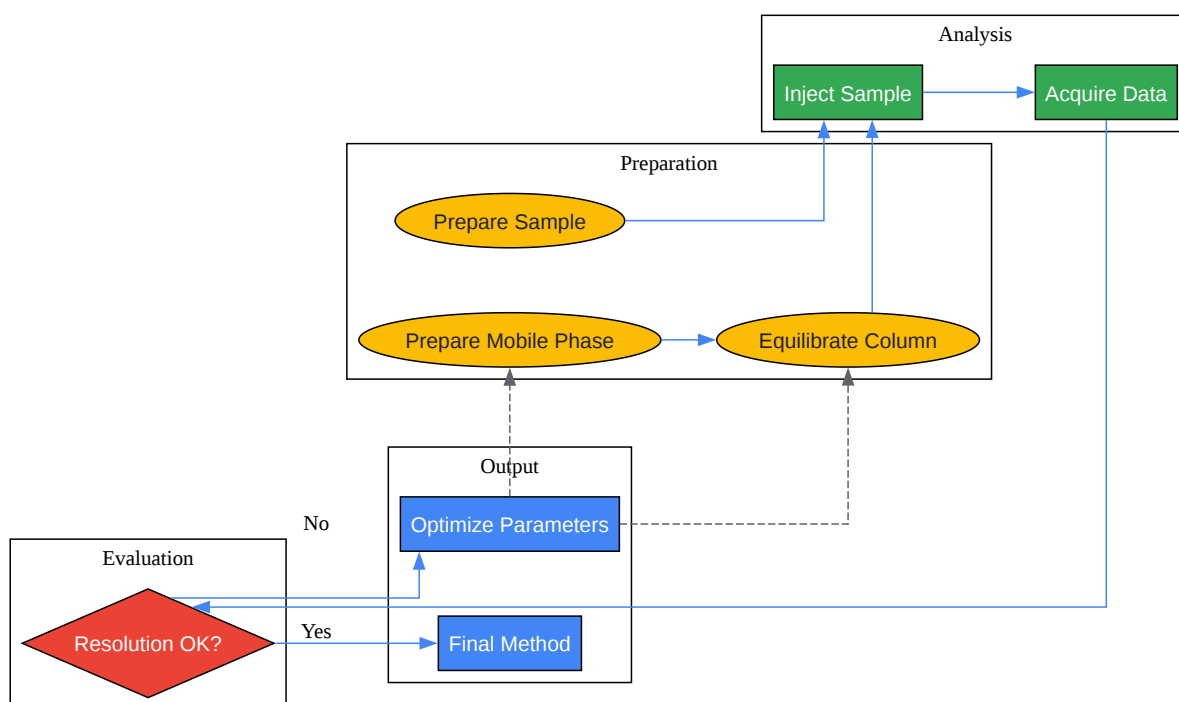 Analysis
Inject Sample
Acquire Data
Preparation
Prepare Sample
Prepare Mobile Phase
Equilibrate Column
Output
Optimize Parameters
No
Evaluation
Resolution OK?
Yes
Final Method